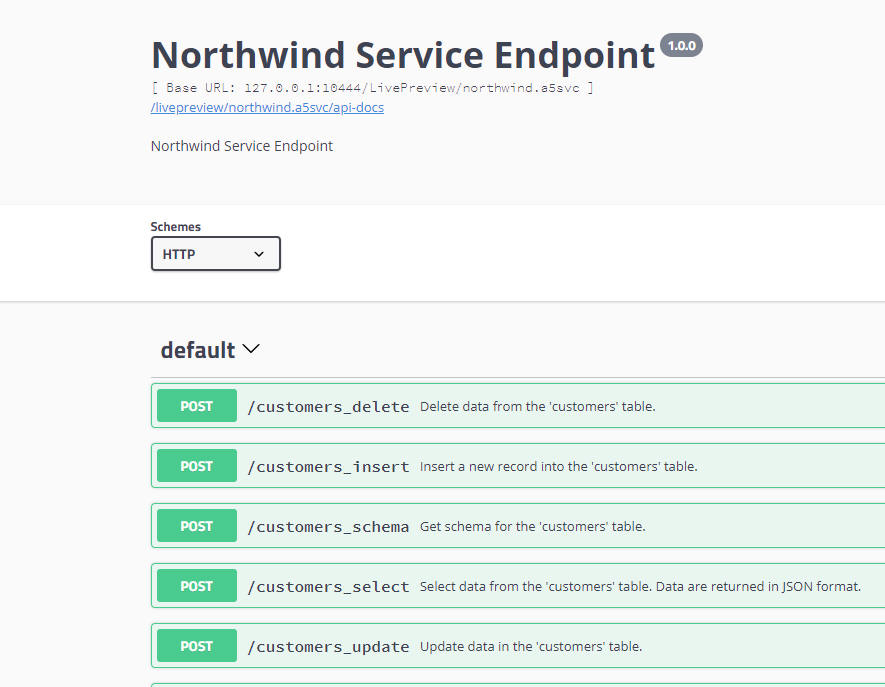 Northwind Service Endpoint 1.0.0
[ Base URL: 127.0.0.1:10444/LivePreview/northwind.a5svc ]
/livepreview/northwind.a5svc/api-docs
Northwind Service Endpoint
Schemes
HTTP
default
POST /customers_delete Delete data from the 'customers' table.
POST /customers_insert Insert a new record into the 'customers' table.
POST /customers_schema Get schema for the 'customers' table.
POST /customers_select Select data from the 'customers' table. Data are returned in JSON format.
POST /customers_update Update data in the 'customers' table.